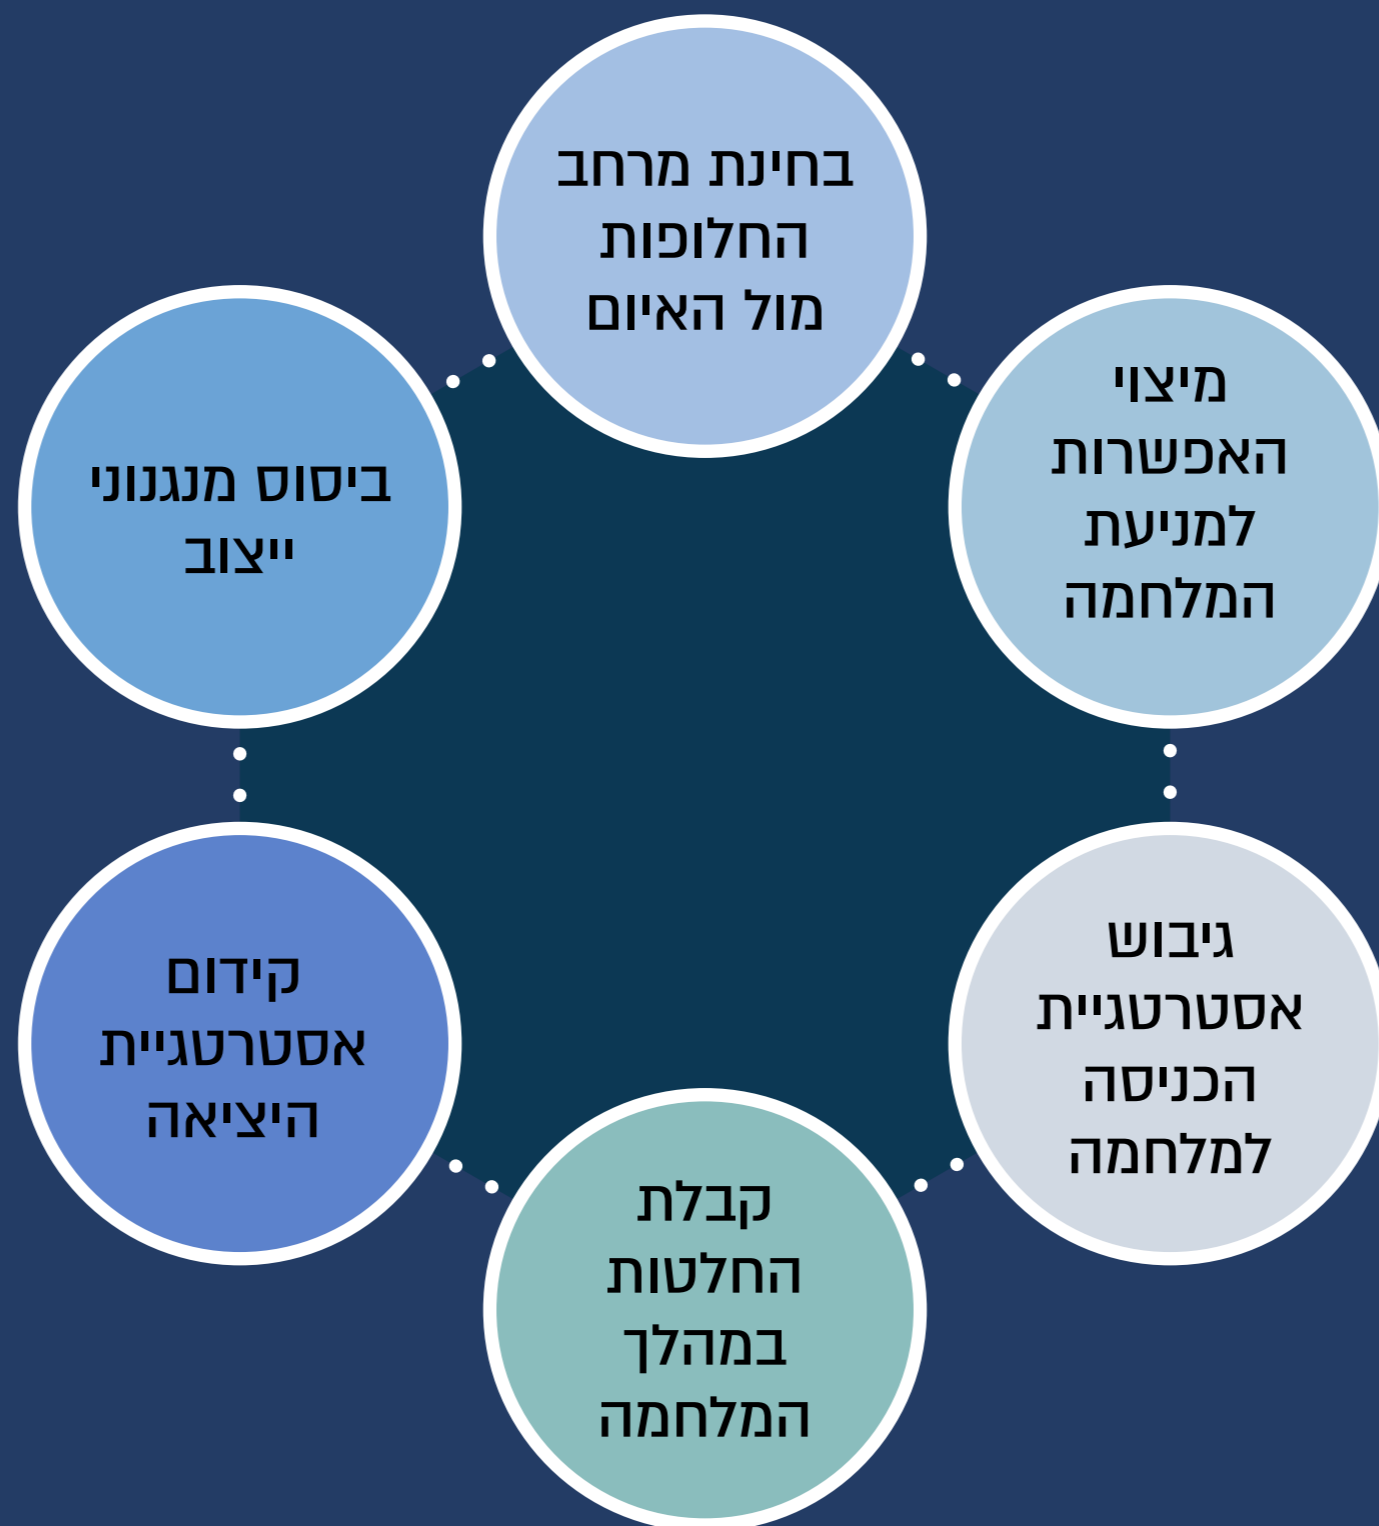 בחינת מרחב
החלופות
מול האיום
מיצוי
האפשרות
למניעת
המלחמה
גיבוש
אסטרטגיית
הכניסה
למלחמה
קבלת
החלטות
במהלך
המלחמה
קידום
אסטרטגיית
היציאה
ביסוס מנגנוני
ייצוב